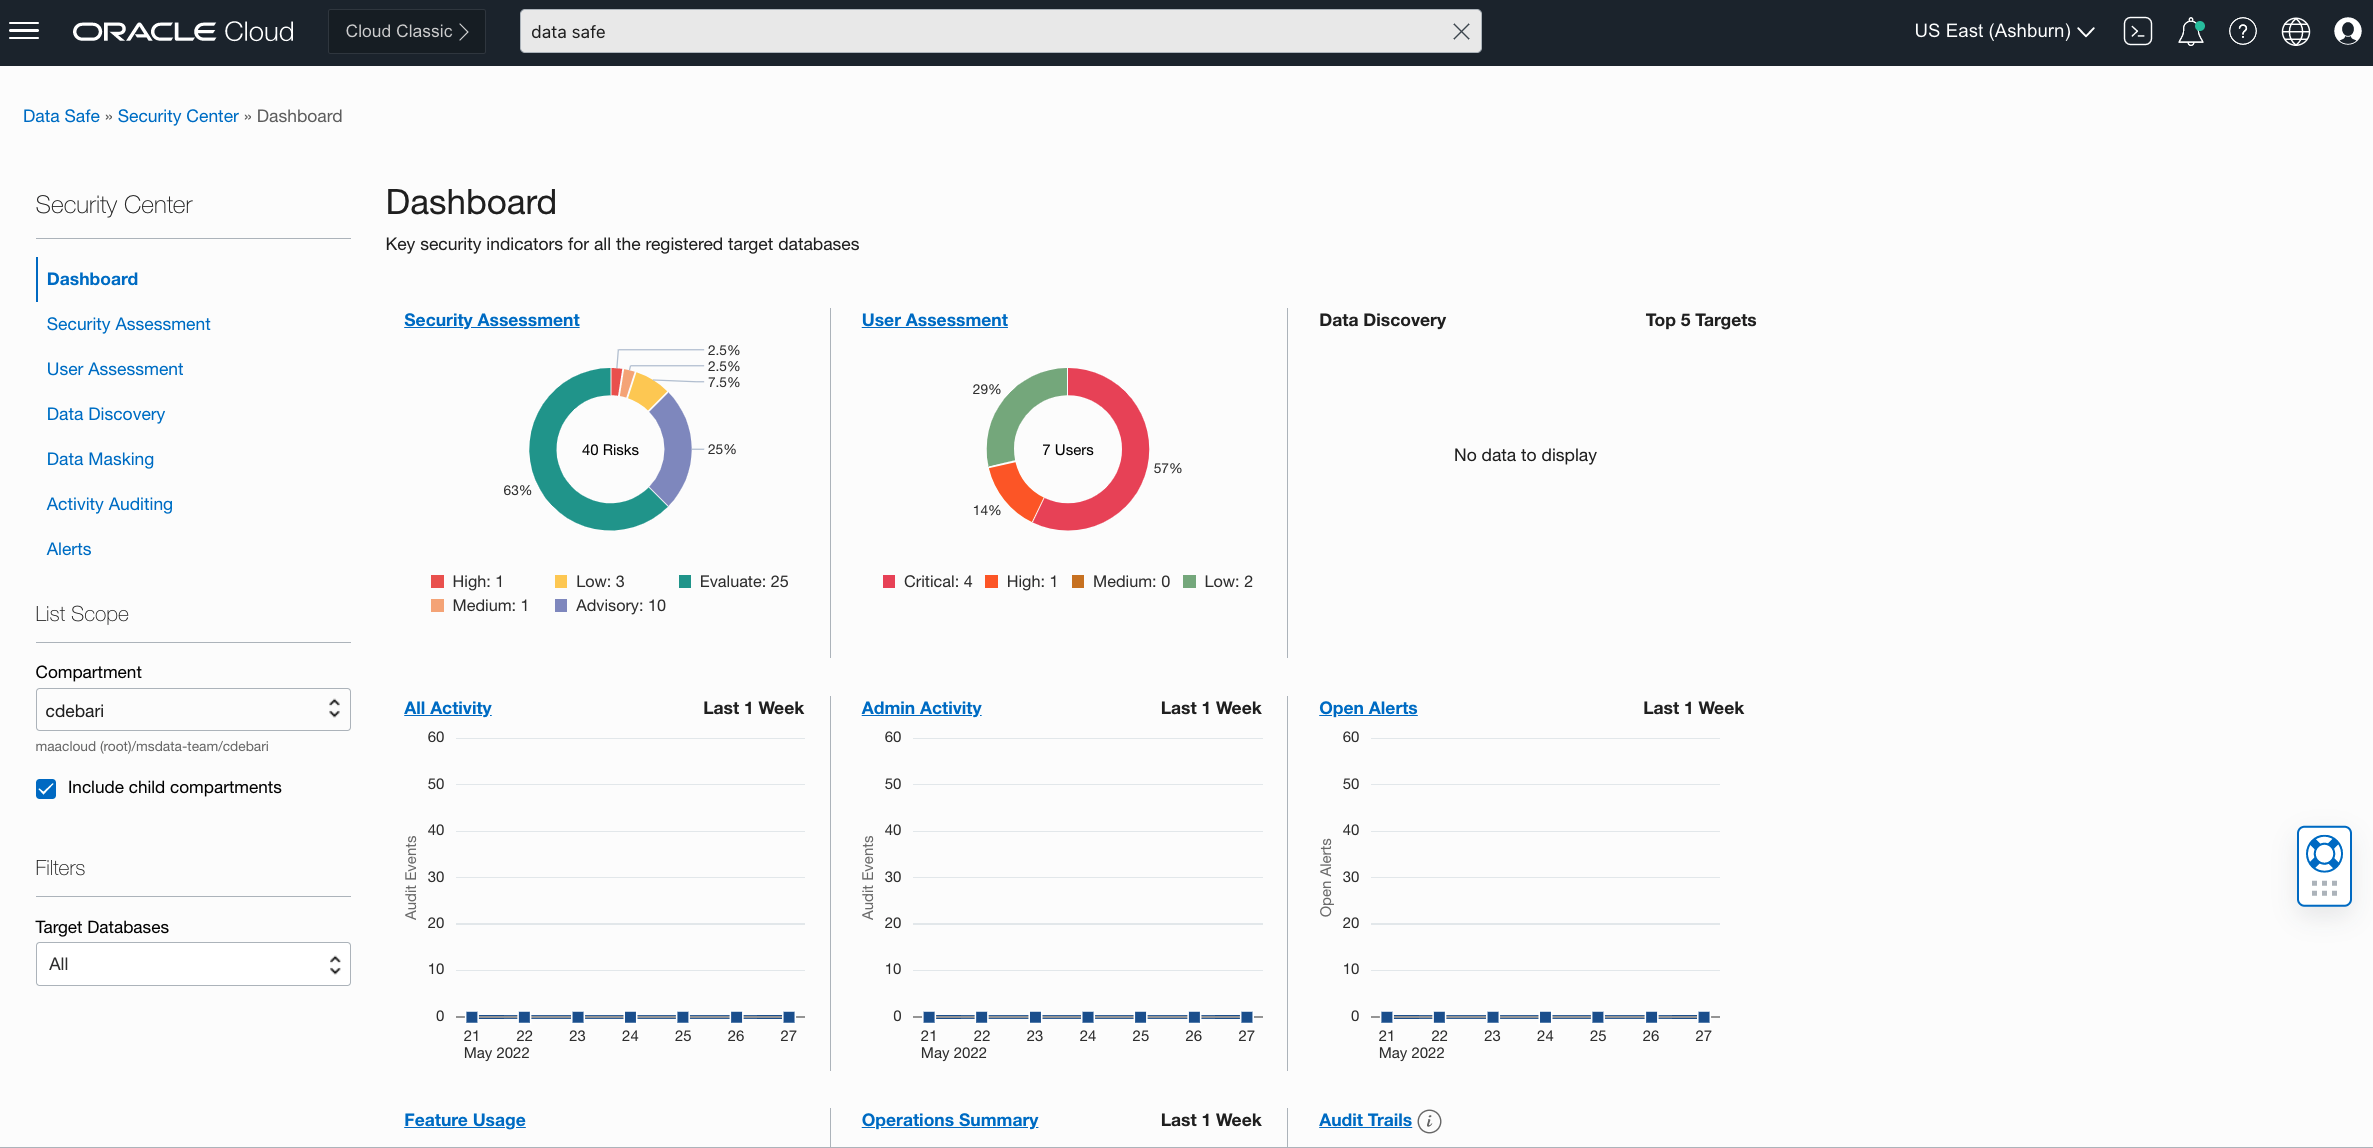 ORACLE Cloud
Cloud Classic
data safe
US East (Ashburn)
Data Safe » Security Center » Dashboard
Security Center
Dashboard
Security Assessment
User Assessment
Data Discovery
Data Masking
Activity Auditing
Alerts
List Scope
Compartment
cdebari
maacloud (root)/msdata-team/cdebari
Include child compartments
Filters
Target Databases
All
Dashboard
Key security indicators for all the registered target databases
Security Assessment
2.5%
2.5%
7.5%
25%
63%
40 Risks
High: 1
Low: 3
Evaluate: 25
Medium: 1
Advisory: 10
User Assessment
29%
57%
14%
7 Users
Critical: 4
High: 1
Medium: 0
Low: 2
Data Discovery
Top 5 Targets
No data to display
All Activity
Last 1 Week
60
50
40
30
20
10
0
Audit Events
21 22 23 24 25 26 27
May 2022
Admin Activity
Last 1 Week
60
50
40
30
20
10
0
Audit Events
21 22 23 24 25 26 27
May 2022
Open Alerts
Last 1 Week
60
50
40
30
20
10
0
Open Alerts
21 22 23 24 25 26 27
May 2022
Feature Usage
Operations Summary
Last 1 Week
Audit Trails